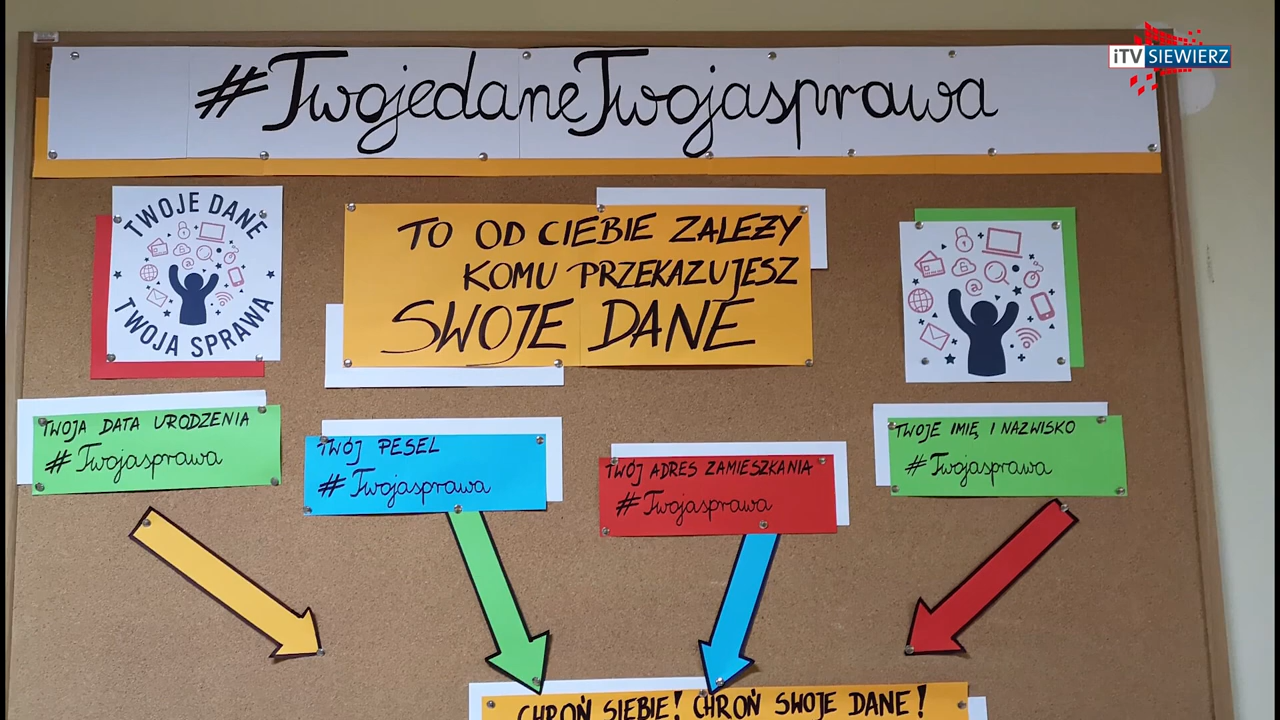 #TwojedaneTwojasprawa
iTV SIEWIERZ
TWOJE DANE
TWOJA SPRAWA
TO OD CIEBIE ZALEŻY
KOMU PRZEKAZUJESZ
SWOJE DANE
TWOJA DATA URODZENIA
#Twojasprawa
TWÓJ PESEL
#Twojasprawa
TWÓJ ADRES ZAMIESZKANIA
#Twojasprawa
TWOJE IMIĘ I NAZWISKO
#Twojasprawa
CHROŃ SIEBIE! CHROŃ SWOJE DANE!